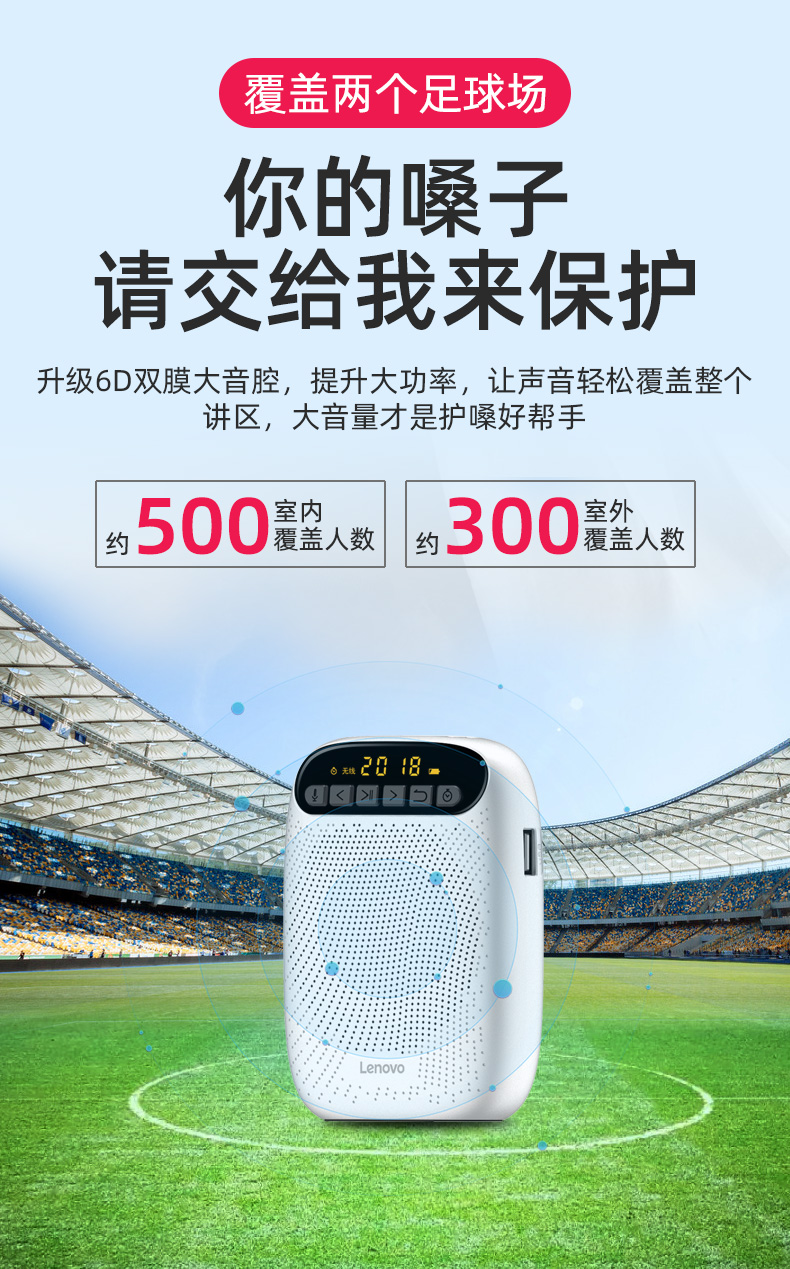 覆盖两个足球场
你的嗓子
请交给我来保护
升级6D双膜大音腔，提升大功率，让声音轻松覆盖整个
讲区，大音量才是护嗓好帮手
约500室内覆盖人数
约300室外覆盖人数
无线 20 18
Lenovo